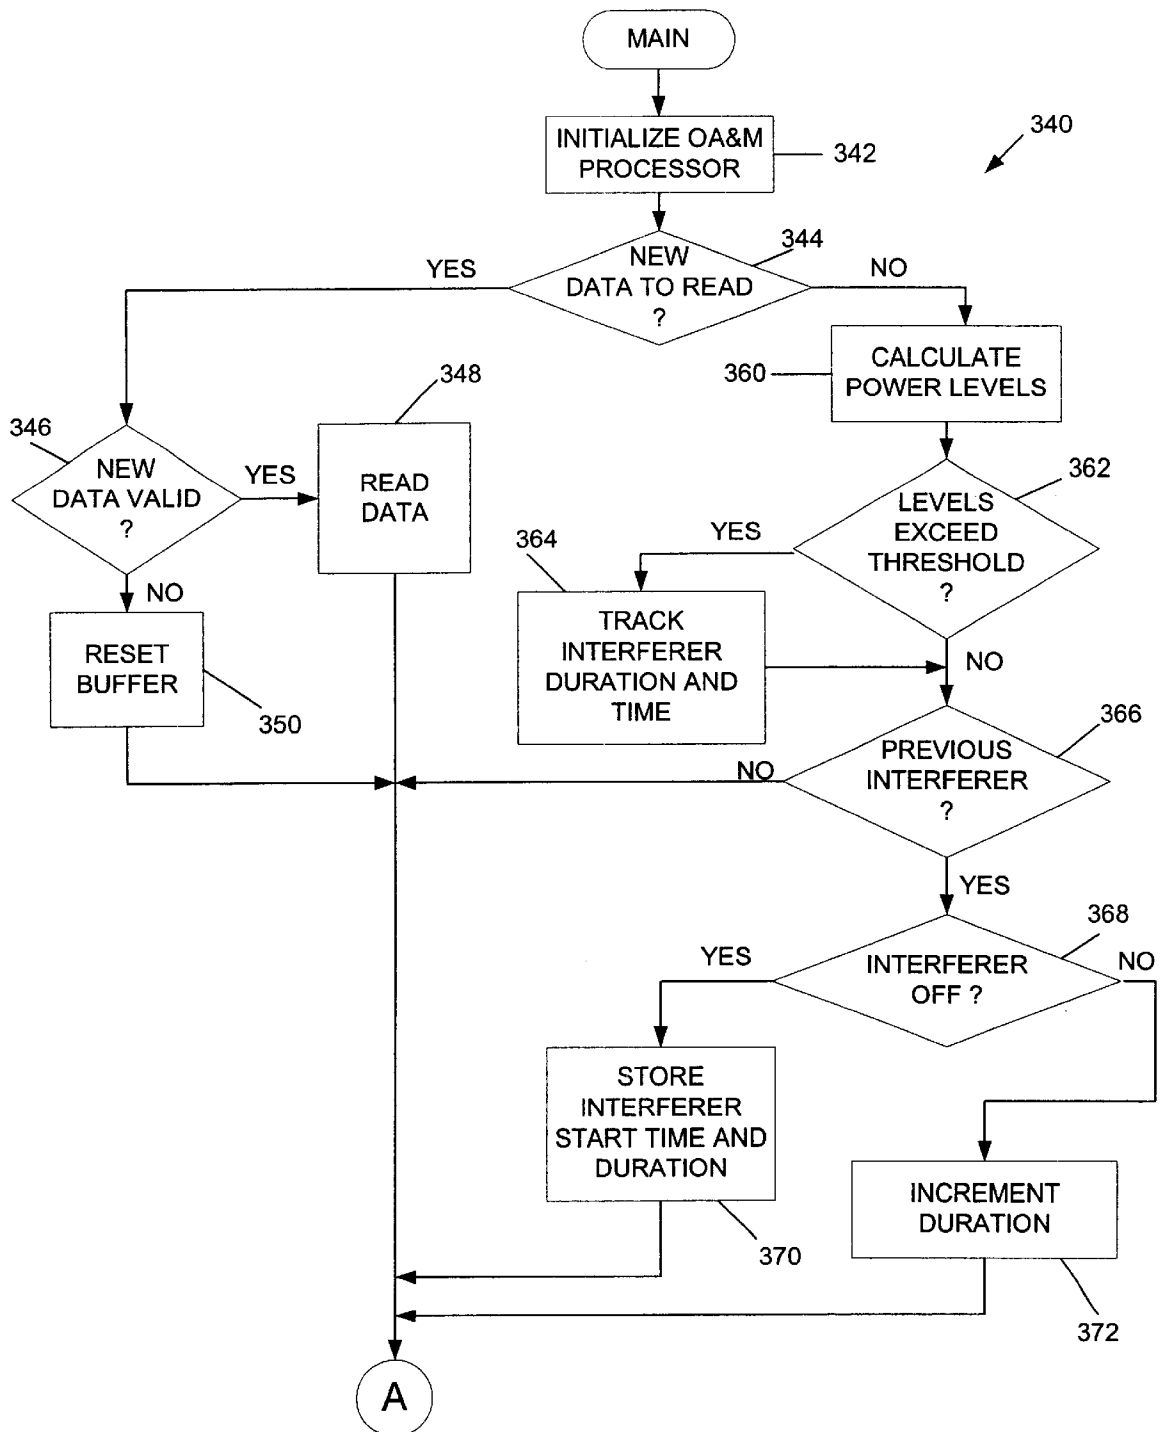 MAIN
INITIALIZE OA&M
PROCESSOR
342
340
NEW
DATA TO READ
?
344
YES
NO
CALCULATE
POWER LEVELS
360
346
NEW
DATA VALID
?
YES
348
READ
DATA
NO
RESET
BUFFER
350
362
LEVELS
EXCEED
THRESHOLD
?
YES
364
TRACK
INTERFERER
DURATION AND
TIME
NO
366
PREVIOUS
INTERFERER
?
NO
YES
368
INTERFERER
OFF ?
YES
NO
STORE
INTERFERER
START TIME AND
DURATION
370
INCREMENT
DURATION
372
A